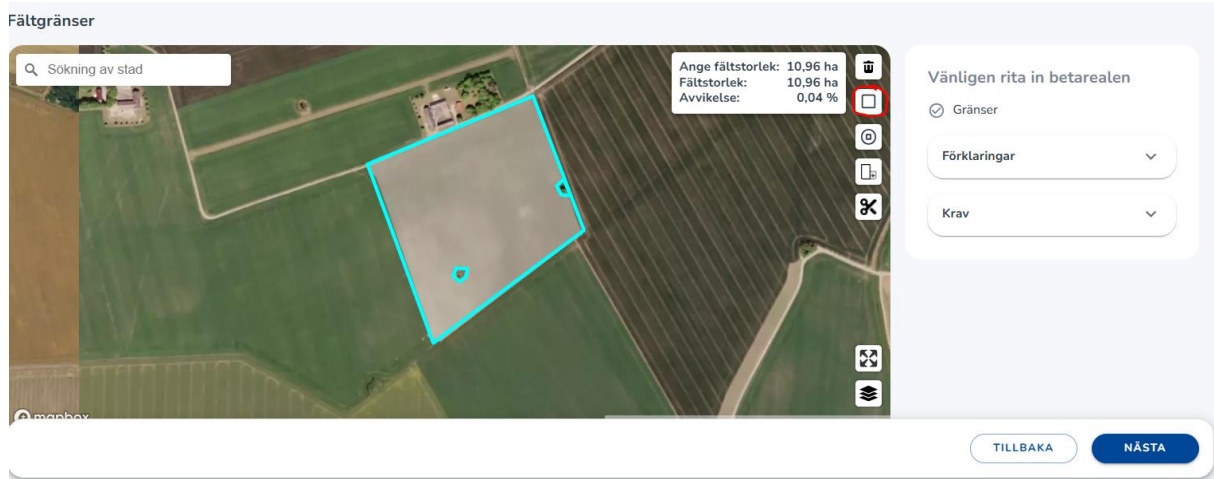 Fältgränser
Sökning av stad
Ange fältstorlek: 10,96 ha
Fältstorlek: 10,96 ha
Avvikelse: 0,04 %
Vänligen rita in betarealen
Gränser
Förklaringar
Krav
mapbox
TILLBAKA
NÄSTA